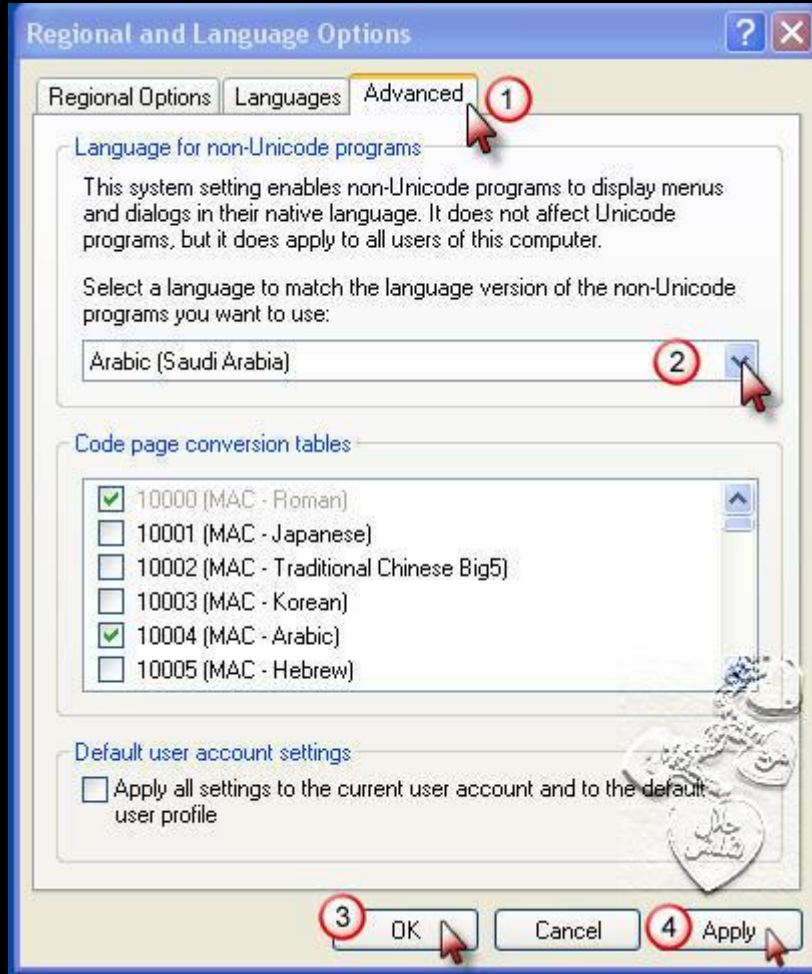 Regional and Language Options
Regional Options Languages Advanced 1
Language for non-Unicode programs
This system setting enables non-Unicode programs to display menus
and dialogs in their native language. It does not affect Unicode
programs, but it does apply to all users of this computer.
Select a language to match the language version of the non-Unicode
programs you want to use:
Arabic (Saudi Arabia) 2
Code page conversion tables
10000 (MAC - Roman)
10001 (MAC - Japanese)
10002 (MAC - Traditional Chinese Big5)
10003 (MAC - Korean)
10004 (MAC - Arabic)
10005 (MAC - Hebrew)
Default user account settings
Apply all settings to the current user account and to the default
user profile
جلال
3 OK Cancel 4 Apply